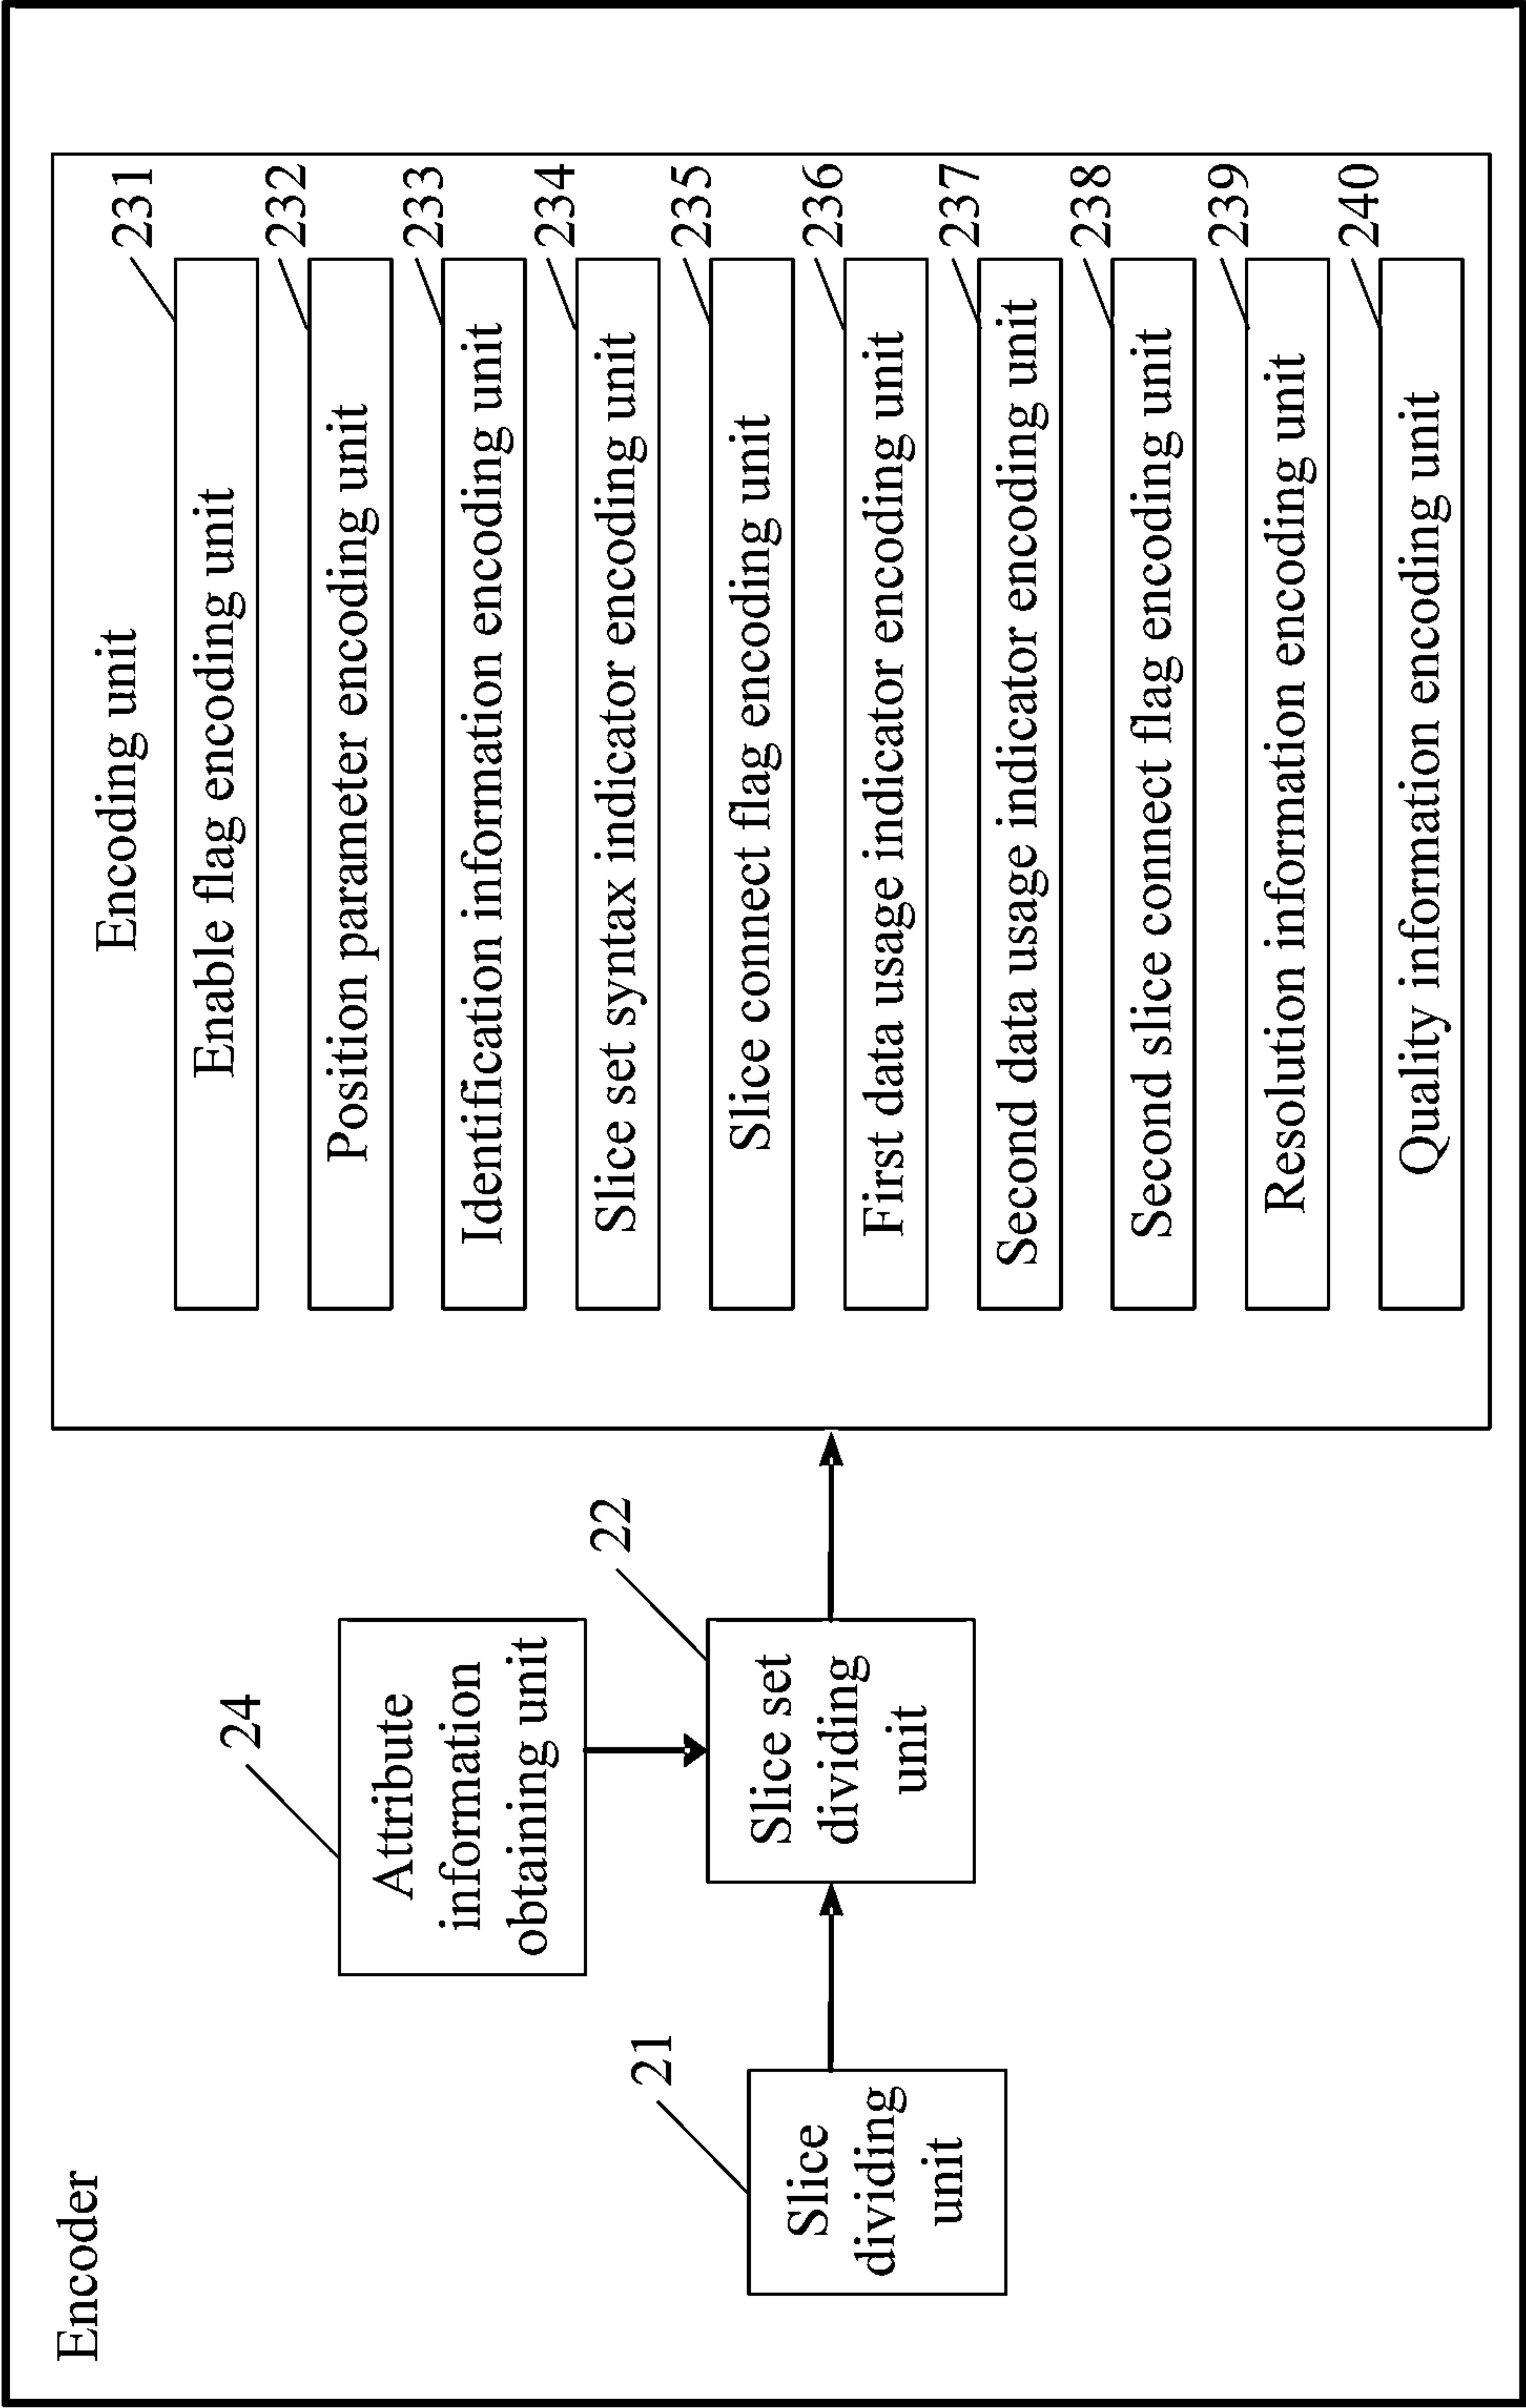 Encoder
24
Attribute
information
obtaining unit
21
Slice
dividing
unit
22
Slice set
dividing
unit
Encoding unit
231
Enable flag encoding unit
232
Position parameter encoding unit
233
Identification information encoding unit
234
Slice set syntax indicator encoding unit
235
Slice connect flag encoding unit
236
First data usage indicator encoding unit
237
Second data usage indicator encoding unit
238
Second slice connect flag encoding unit
239
Resolution information encoding unit
240
Quality information encoding unit